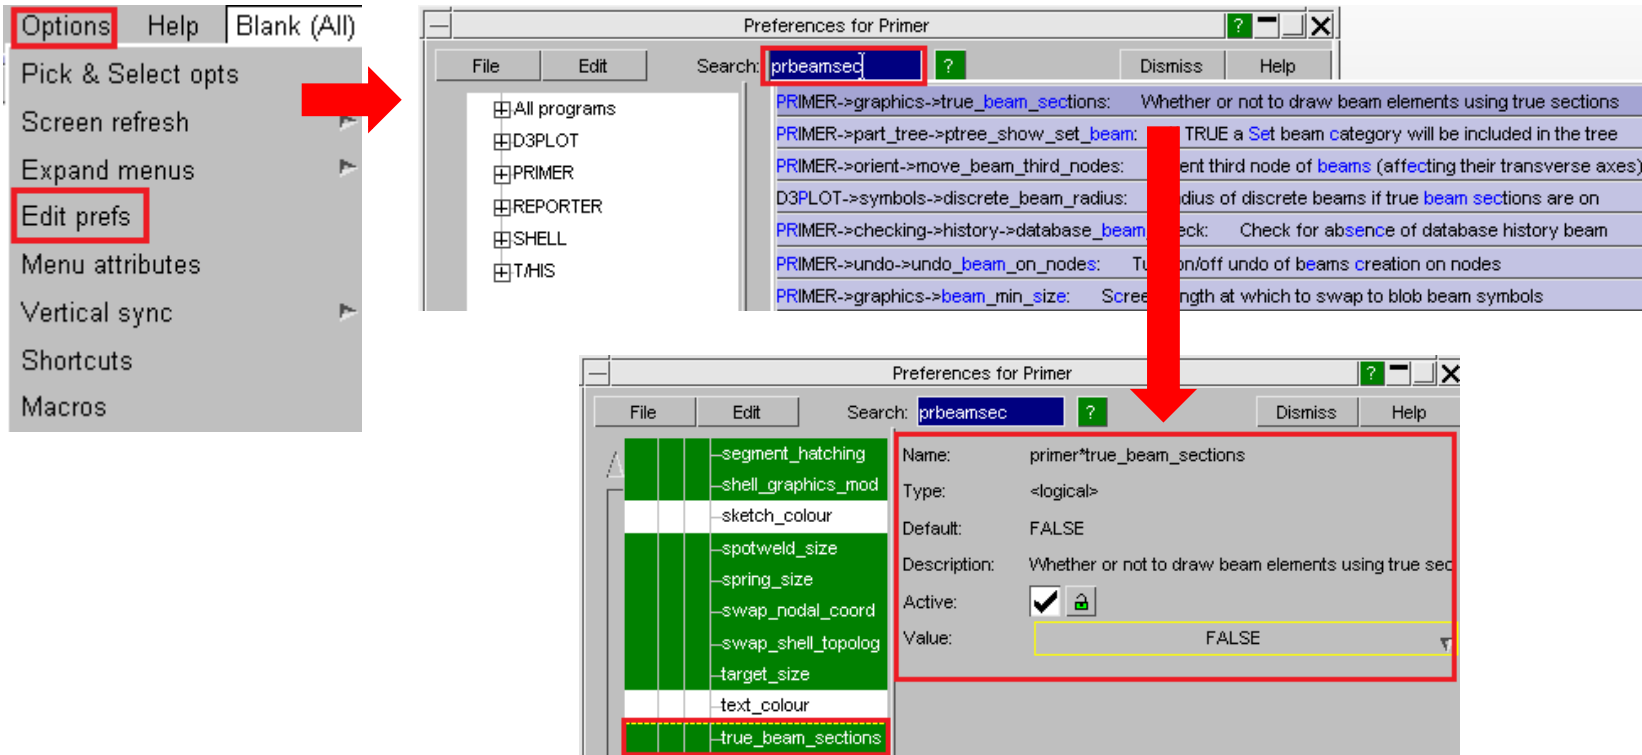 Options Help Blank (All)
Pick & Select opts
Screen refresh
Expand menus
Edit prefs
Menu attributes
Vertical sync
Shortcuts
Macros
Preferences for Primer ?
File Edit Search: prbeamsec ? Dismiss Help
All programs
D3PLOT
PRIMER
REPORTER
SHELL
T/HIS
PRIMER->graphics->true_beam_sections: Whether or not to draw beam elements using true sections
PRIMER->part_tree->ptree_show_set_beam: TRUE a Set beam category will be included in the tree
PRIMER->orient->move_beam_third_nodes: ent third node of beams (affecting their transverse axes)
D3PLOT->symbols->discrete_beam_radius: dius of discrete beams if true beam sections are on
PRIMER->checking->history->database_beam eck: Check for absence of database history beam
PRIMER->undo->undo_beam_on_nodes: Tu on/off undo of beams creation on nodes
PRIMER->graphics->beam_min_size: Scree ngth at which to swap to blob beam symbols
Preferences for Primer ?
File Edit Search: prbeamsec ? Dismiss Help
segment_hatching
shell_graphics_mod
sketch_colour
spotweld_size
spring_size
swap_nodal_coord
swap_shell_topolog
target_size
text_colour
true_beam_sections
Name: primer*true_beam_sections
Type: <logical>
Default: FALSE
Description: Whether or not to draw beam elements using true sec
Active:
Value: FALSE